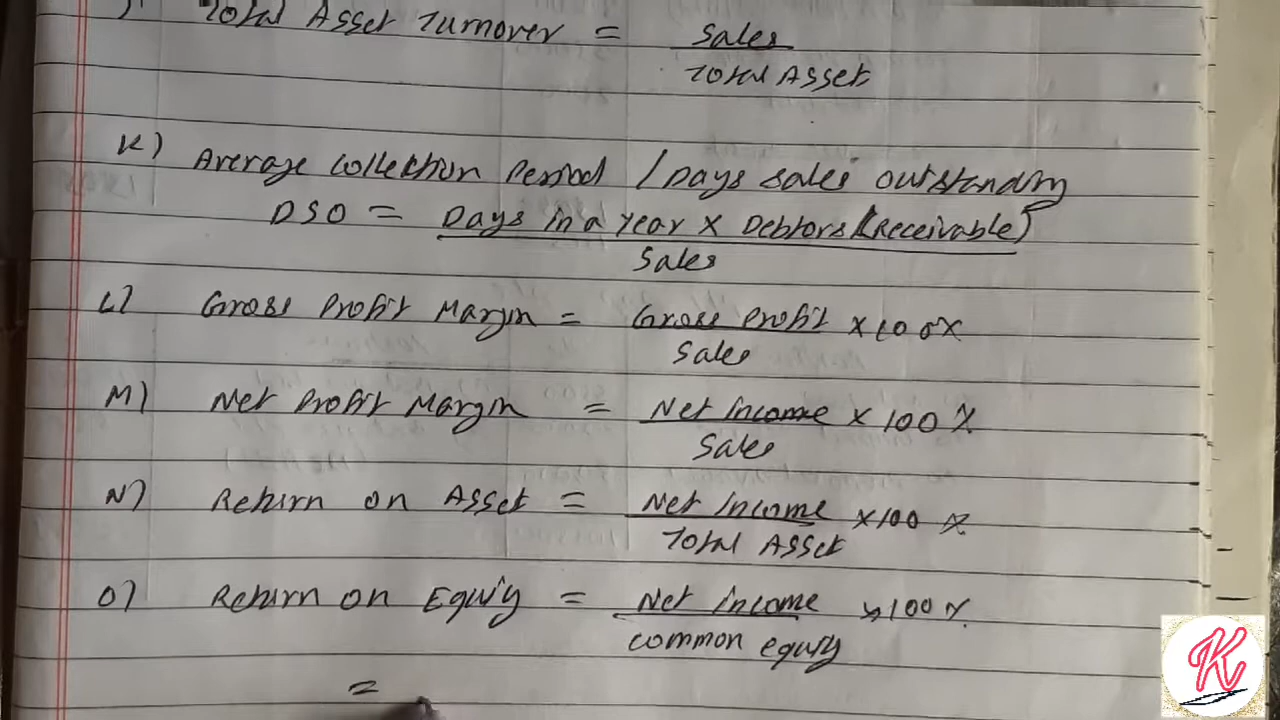 Total Asset Turnover = Sales
Total Asset
K) Average Collection Period / Days sales outstanding
DSO = Days in a year × Debtors (Receivable)
Sales
L) Gross Profit Margin = Gross Profit × 100%
Sales
M) Net Profit Margin = Net income × 100%
Sales
N) Return on Asset = Net Income × 100%
Total Asset
O) Return on Equity = Net income × 100%
common equity
=
K